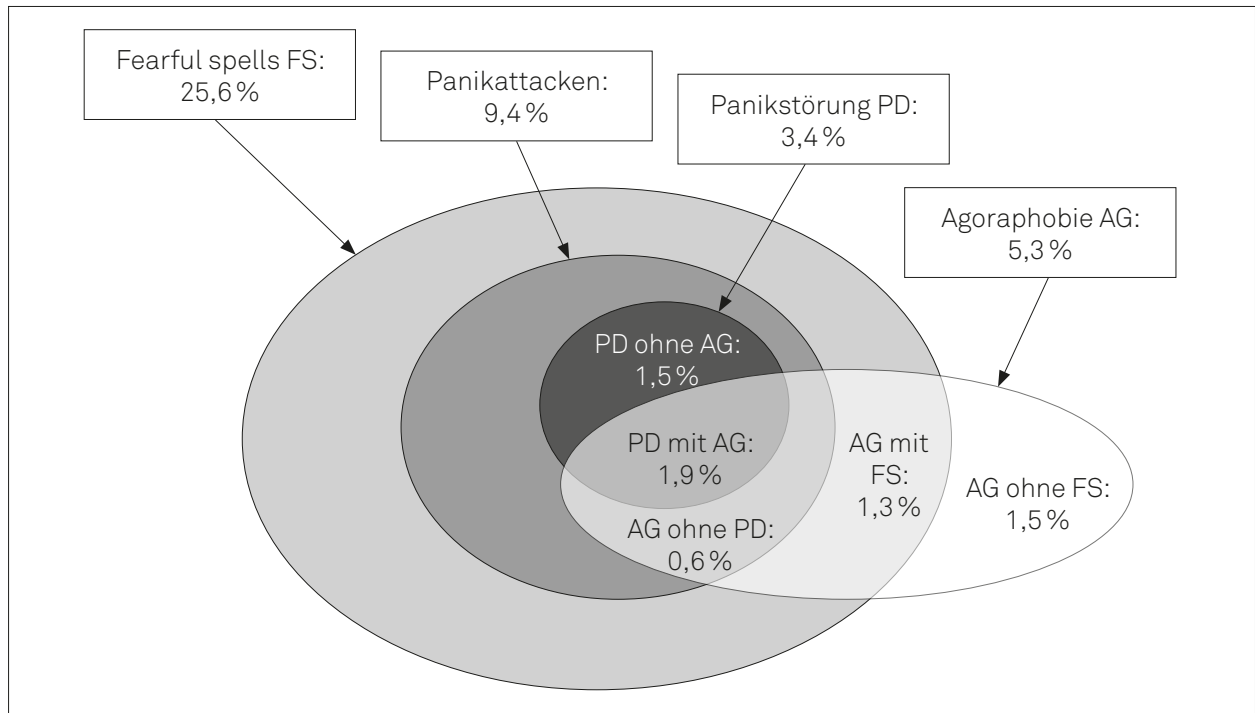 Fearful spells FS:
25,6 %
Panikattacken:
9,4 %
Panikstörung PD:
3,4 %
Agoraphobie AG:
5,3 %
PD ohne AG:
1,5 %
PD mit AG:
1,9 %
AG ohne PD:
0,6 %
AG mit
FS:
1,3 %
AG ohne FS:
1,5 %